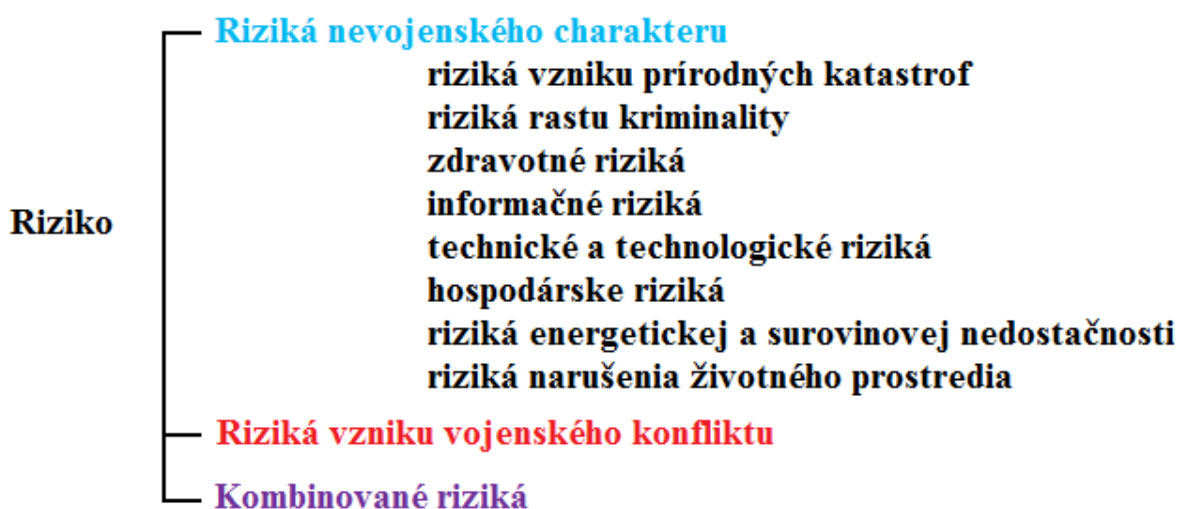 Riziká nevojenského charakteru
riziká vzniku prírodných katastrof
riziká rastu kriminality
zdravotné riziká
informačné riziká
Riziko
technické a technologické riziká
hospodárske riziká
riziká energetickej a surovinovej nedostačnosti
riziká narušenia životného prostredia
Riziká vzniku vojenského konfliktu
Kombinované riziká